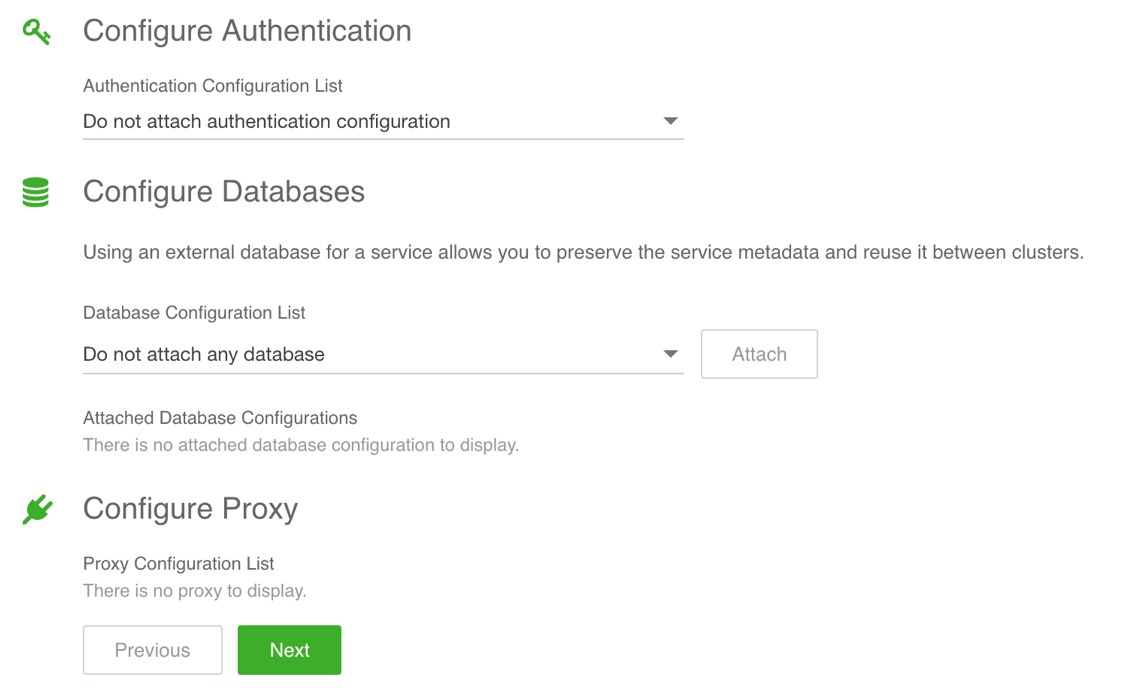 Configure Authentication
Authentication Configuration List
Do not attach authentication configuration
Configure Databases
Using an external database for a service allows you to preserve the service metadata and reuse it between clusters.
Database Configuration List
Do not attach any database
Attach
Attached Database Configurations
There is no attached database configuration to display.
Configure Proxy
Proxy Configuration List
There is no proxy to display.
Previous
Next